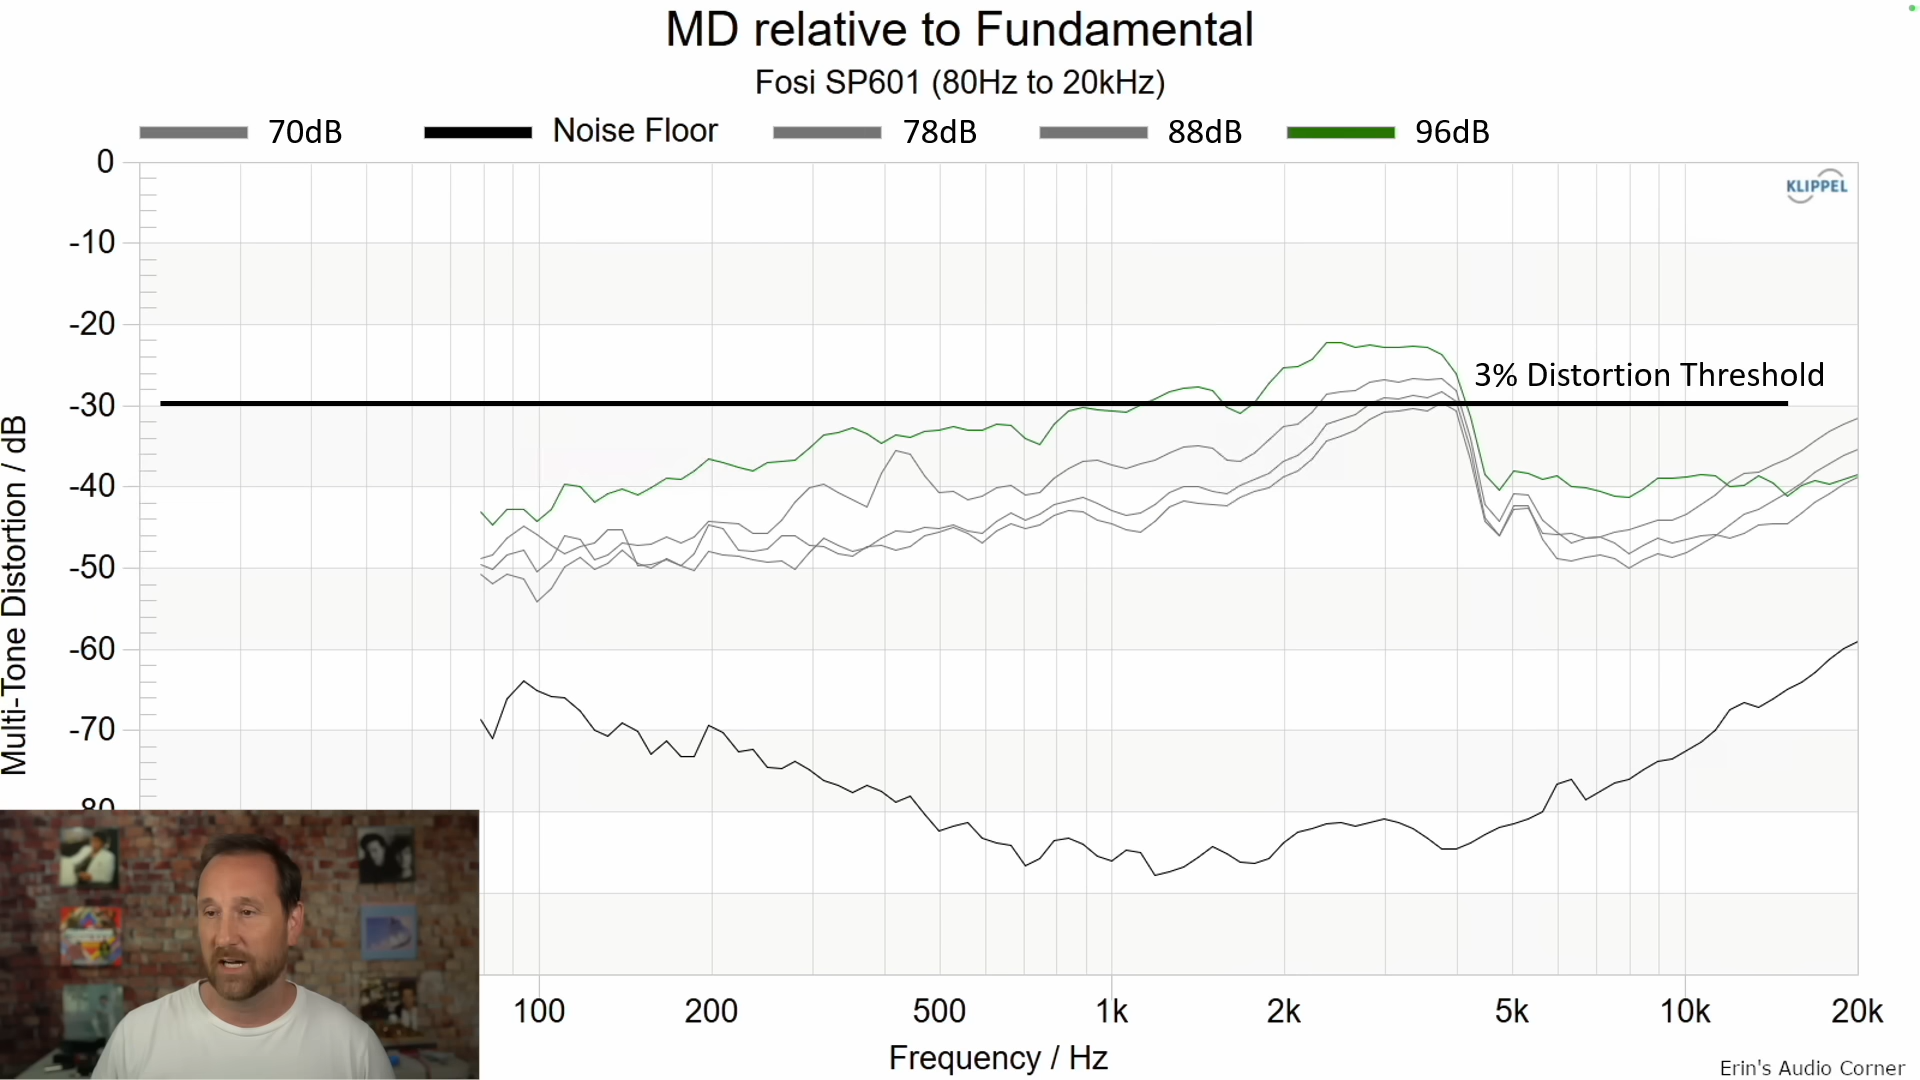 MD relative to Fundamental
Fosi SP601 (80Hz to 20kHz)
70dB Noise Floor 78dB 88dB 96dB
KLIPPEL
0
-10
-20
3% Distortion Threshold
-30
-40
-50
-60
-70
Multi-Tone Distortion / dB
100 200 500 1k 2k 5k 10k 20k
Frequency / Hz
Erin's Audio Corner